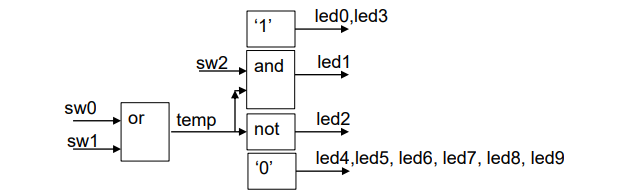 ‘1’ led0,led3
sw2 and led1
sw0 or temp
sw1
not led2
‘0’ led4,led5, led6, led7, led8, led9